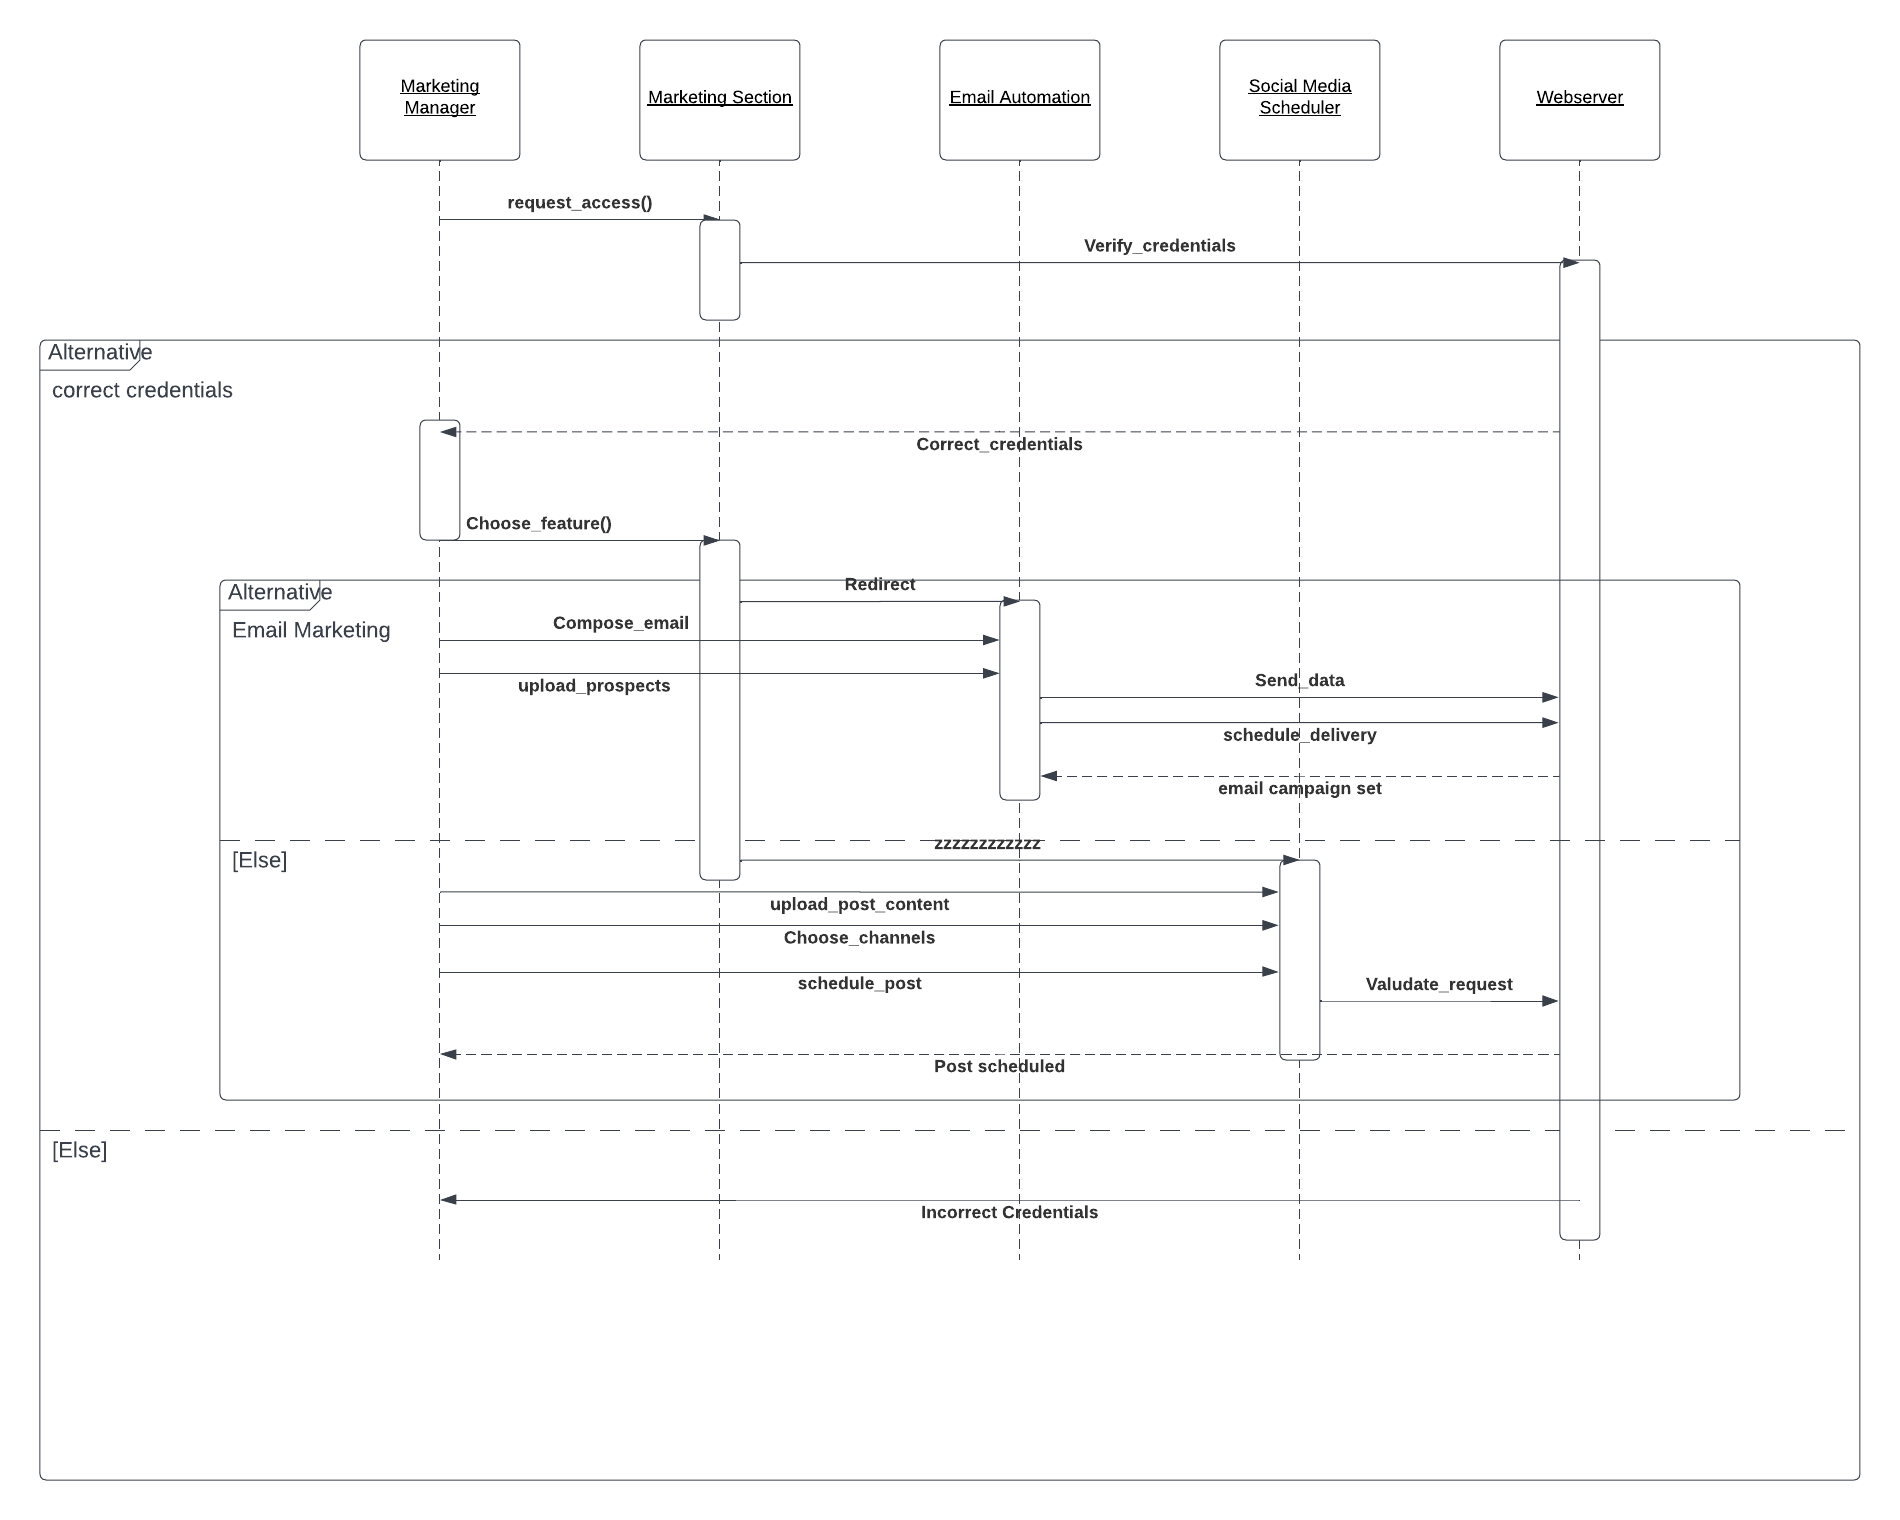 Marketing
Manager
Marketing Section
Email Automation
Social Media
Scheduler
Webserver
request_access()
Verify_credentials
Alternative
correct credentials
Correct_credentials
Choose_feature()
Alternative
Redirect
Email Marketing
Compose_email
upload_prospects
Send_data
schedule_delivery
email campaign set
zzzzzzzzzzzz
[Else]
upload_post_content
Choose_channels
schedule_post
Valudate_request
Post scheduled
[Else]
Incorrect Credentials